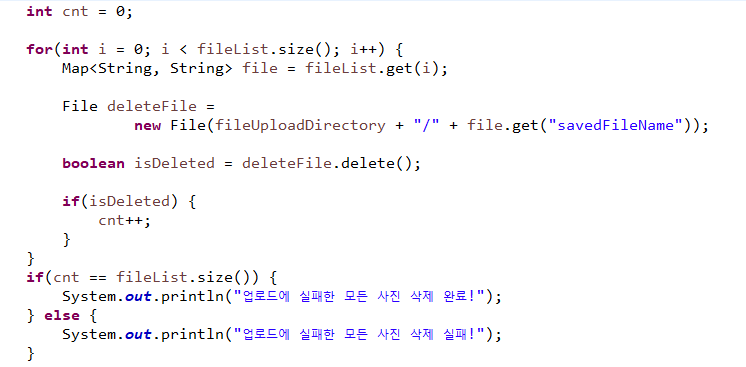 int cnt = 0;
for(int i = 0; i < fileList.size(); i++) {
Map<String, String> file = fileList.get(i);
File deleteFile =
new File(fileUploadDirectory + "/" + file.get("savedFileName"));
boolean isDeleted = deleteFile.delete();
if(isDeleted) {
cnt++;
}
}
if(cnt == fileList.size()) {
System.out.println("업로드에 실패한 모든 사진 삭제 완료!");
} else {
System.out.println("업로드에 실패한 모든 사진 삭제 실패!");
}